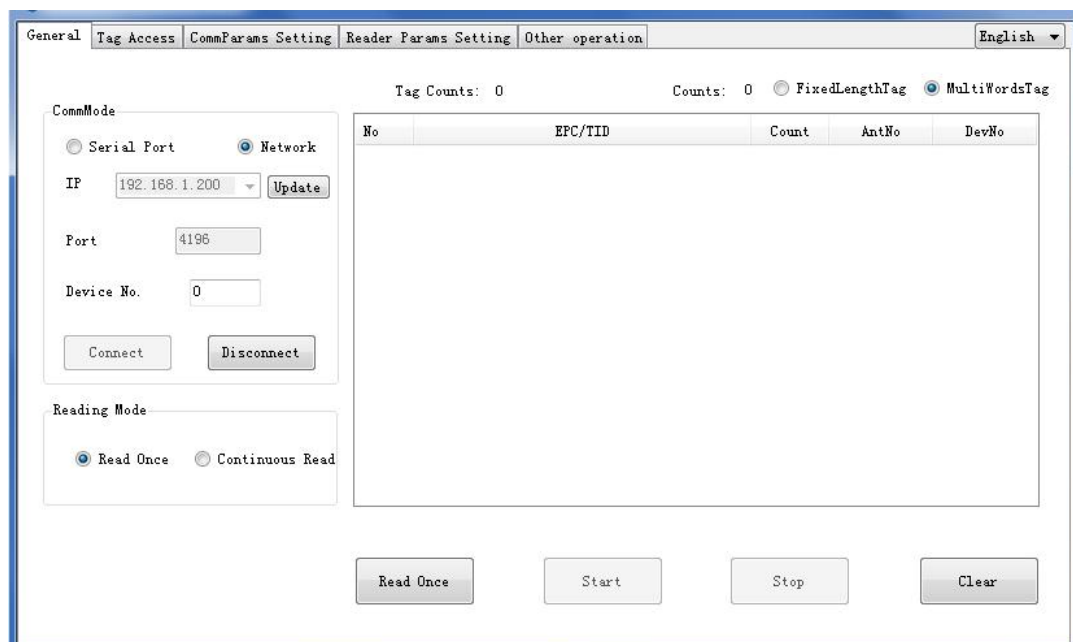 General Tag Access CommParams Setting Reader Params Setting Other operation English
Tag Counts: 0 Counts: 0 FixedLengthTag MultiWordsTag
CommMode
Serial Port Network
IP 192.168.1.200 Update
Port 4196
Device No. 0
Connect Disconnect
Reading Mode
Read Once Continuous Read
No EPC/TID Count AntNo DevNo
Read Once Start Stop Clear